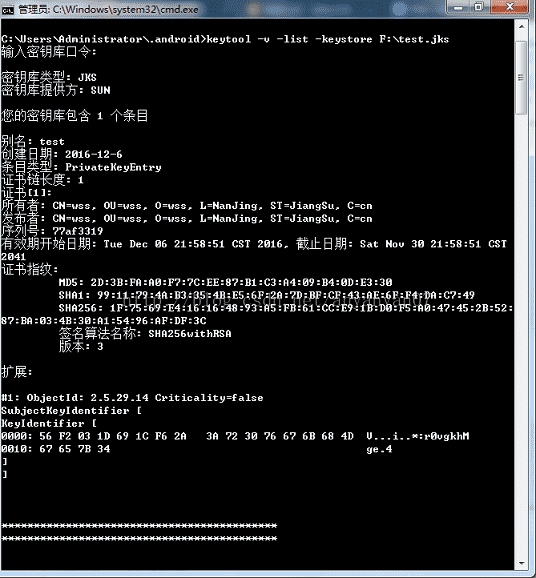 管理员: C:\Windows\system32\cmd.exe
C:\Users\Administrator\.android>keytool -v -list -keystore F:\test.jks
输入密钥库口令:
密钥库类型: JKS
密钥库提供方: SUN
您的密钥库包含 1 个条目
别名: test
创建日期: 2016-12-6
条目类型: PrivateKeyEntry
证书链长度: 1
证书[1]:
所有者: CN=wss, OU=wss, O=wss, L=NanJing, ST=JiangSu, C=cn
发布者: CN=wss, OU=wss, O=wss, L=NanJing, ST=JiangSu, C=cn
序列号: 77af3319
有效期开始日期: Tue Dec 06 21:58:51 CST 2016, 截止日期: Sat Nov 30 21:58:51 CST
2041
证书指纹:
MD5: 2D:3B:FA:A0:F7:7C:EE:87:B1:C3:A4:09:B4:0D:E3:30
SHA1: 99:11:79:4A:B3:35:4B:E5:6F:2A:7D:BF:CF:43:AE:6F:F4:DA:C7:49
SHA256: 1F:75:69:E4:16:16:48:93:A5:FB:61:CC:E9:1B:D0:F5:A0:47:45:2B:52:
87:BA:03:4B:30:A1:54:96:AF:DF:3C
签名算法名称: SHA256withRSA
版本: 3
扩展:
#1: ObjectId: 2.5.29.14 Criticality=false
SubjectKeyIdentifier [
KeyIdentifier [
0000: 56 F2 03 1D 69 1C F6 2A 3A 72 30 76 67 6B 68 4D V...i..*:r0vgkhM
0010: 67 65 7B 34 ge.4
]
]
*******************************************
*******************************************